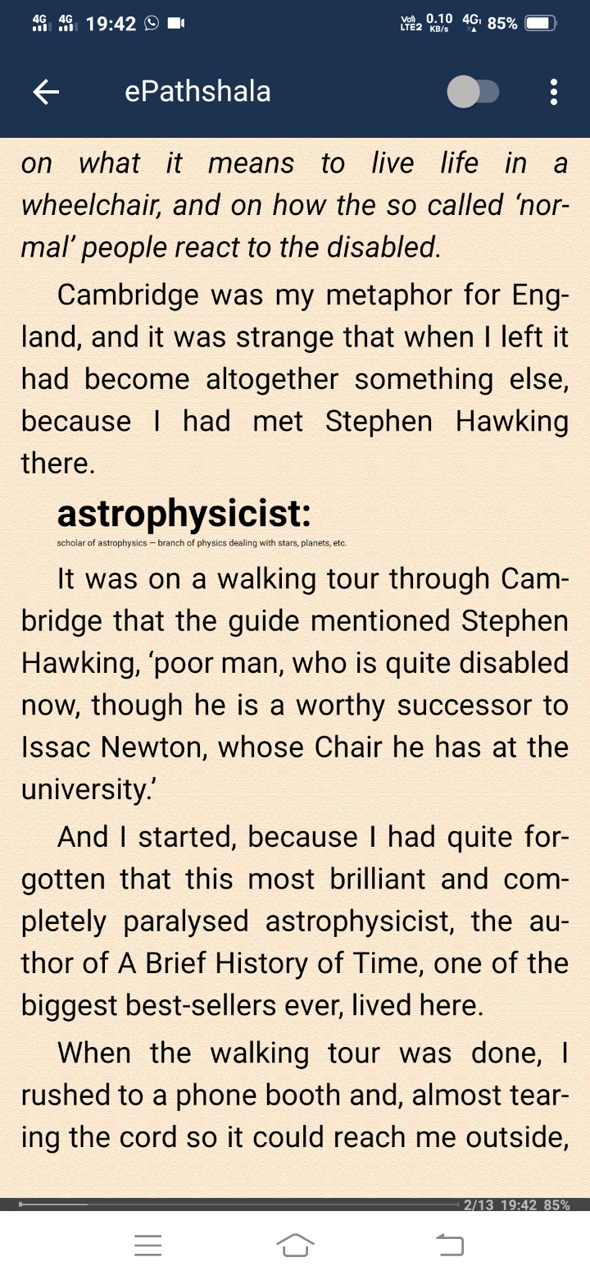 4G 4G 19:42 VoI) LTE2 0.10 KB/s 4G 85%
ePathshala
on what it means to live life in a
wheelchair, and on how the so called ‘nor-
mal’ people react to the disabled.
Cambridge was my metaphor for Eng-
land, and it was strange that when I left it
had become altogether something else,
because I had met Stephen Hawking
there.
astrophysicist:
scholar of astrophysics — branch of physics dealing with stars, planets, etc.
It was on a walking tour through Cam-
bridge that the guide mentioned Stephen
Hawking, ‘poor man, who is quite disabled
now, though he is a worthy successor to
Issac Newton, whose Chair he has at the
university.’
And I started, because I had quite for-
gotten that this most brilliant and com-
pletely paralysed astrophysicist, the au-
thor of A Brief History of Time, one of the
biggest best-sellers ever, lived here.
When the walking tour was done, I
rushed to a phone booth and, almost tear-
ing the cord so it could reach me outside,
2/13 19:42 85%